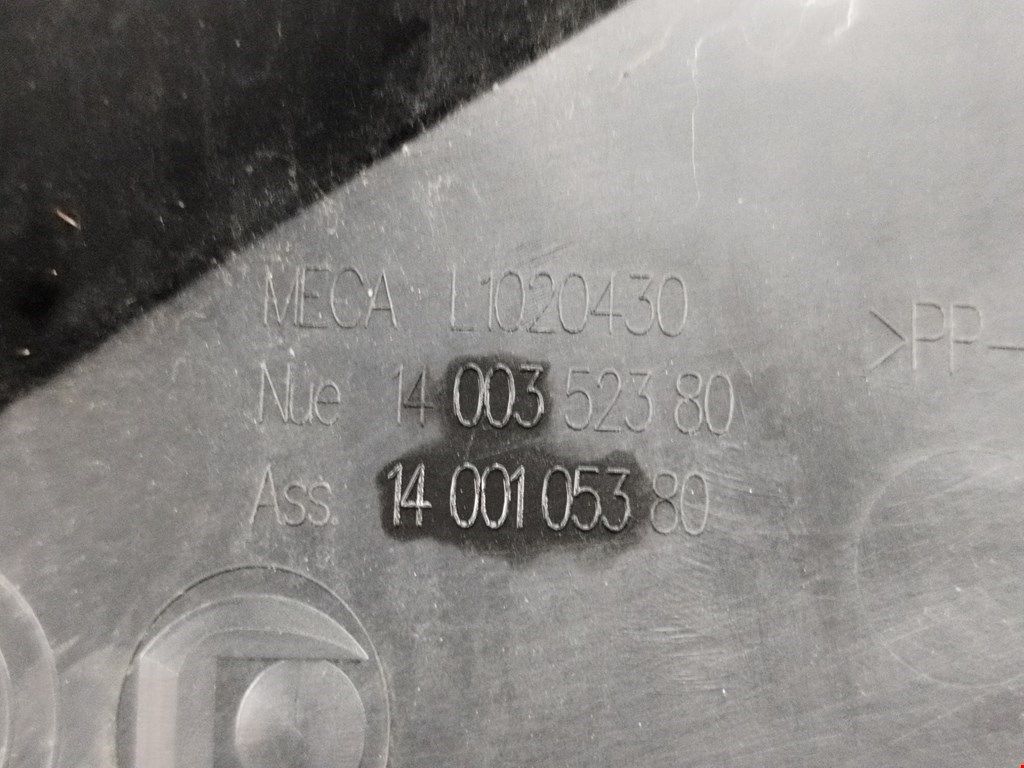 MECA L1020430
>PP-
Nue 14 003 523 80
Ass. 14 001 053 80